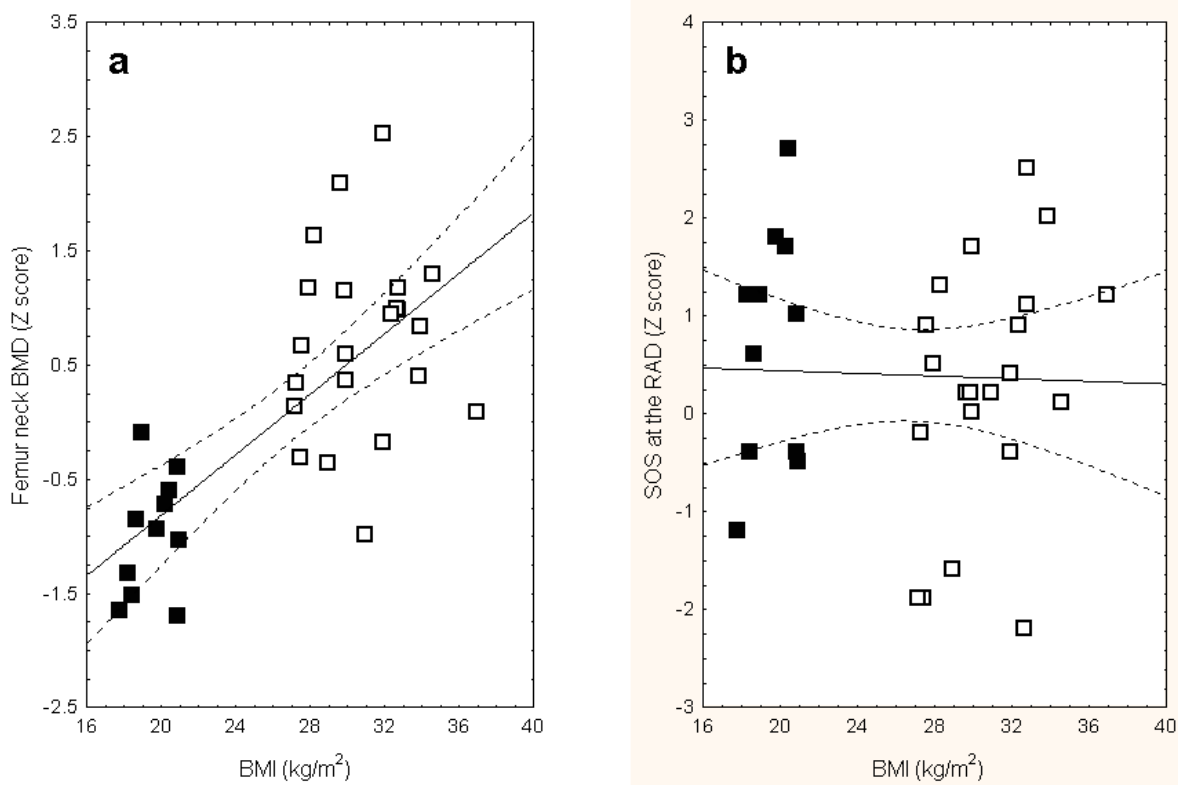 a
3.5
2.5
1.5
0.5
-0.5
-1.5
-2.5
Femur neck BMD (Z score)
16 20 24 28 32 36 40
BMI (kg/m²)
b
4
3
2
1
0
-1
-2
-3
SOS at the RAD (Z score)
16 20 24 28 32 36 40
BMI (kg/m²)